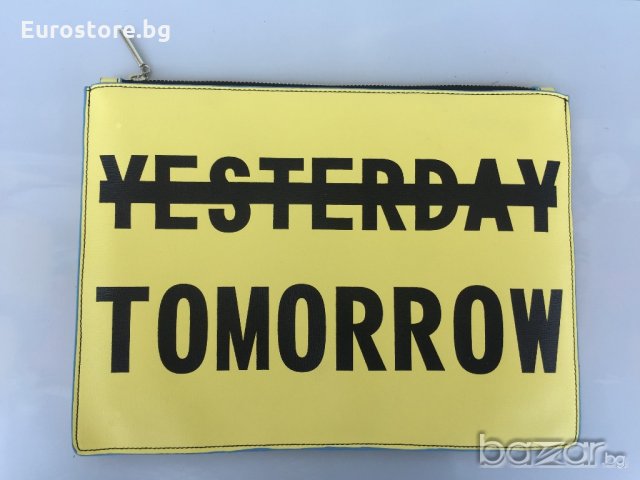 Eurostore.bg
YESTERDAY
TOMORROW
bazar.bg